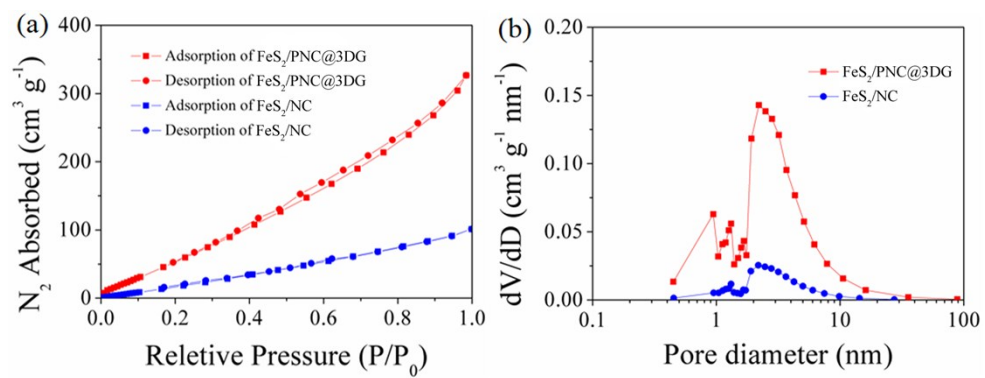 (a)
400
300
200
100
0
0.0 0.2 0.4 0.6 0.8 1.0
N₂ Absorbed (cm³ g⁻¹)
Reletive Pressure (P/P₀)
Adsorption of FeS₂/PNC@3DG
Desorption of FeS₂/PNC@3DG
Adsorption of FeS₂/NC
Desorption of FeS₂/NC
(b)
0.20
0.15
0.10
0.05
0.00
0.1 1 10 100
dV/dD (cm³ g⁻¹ nm⁻¹)
Pore diameter (nm)
FeS₂/PNC@3DG
FeS₂/NC